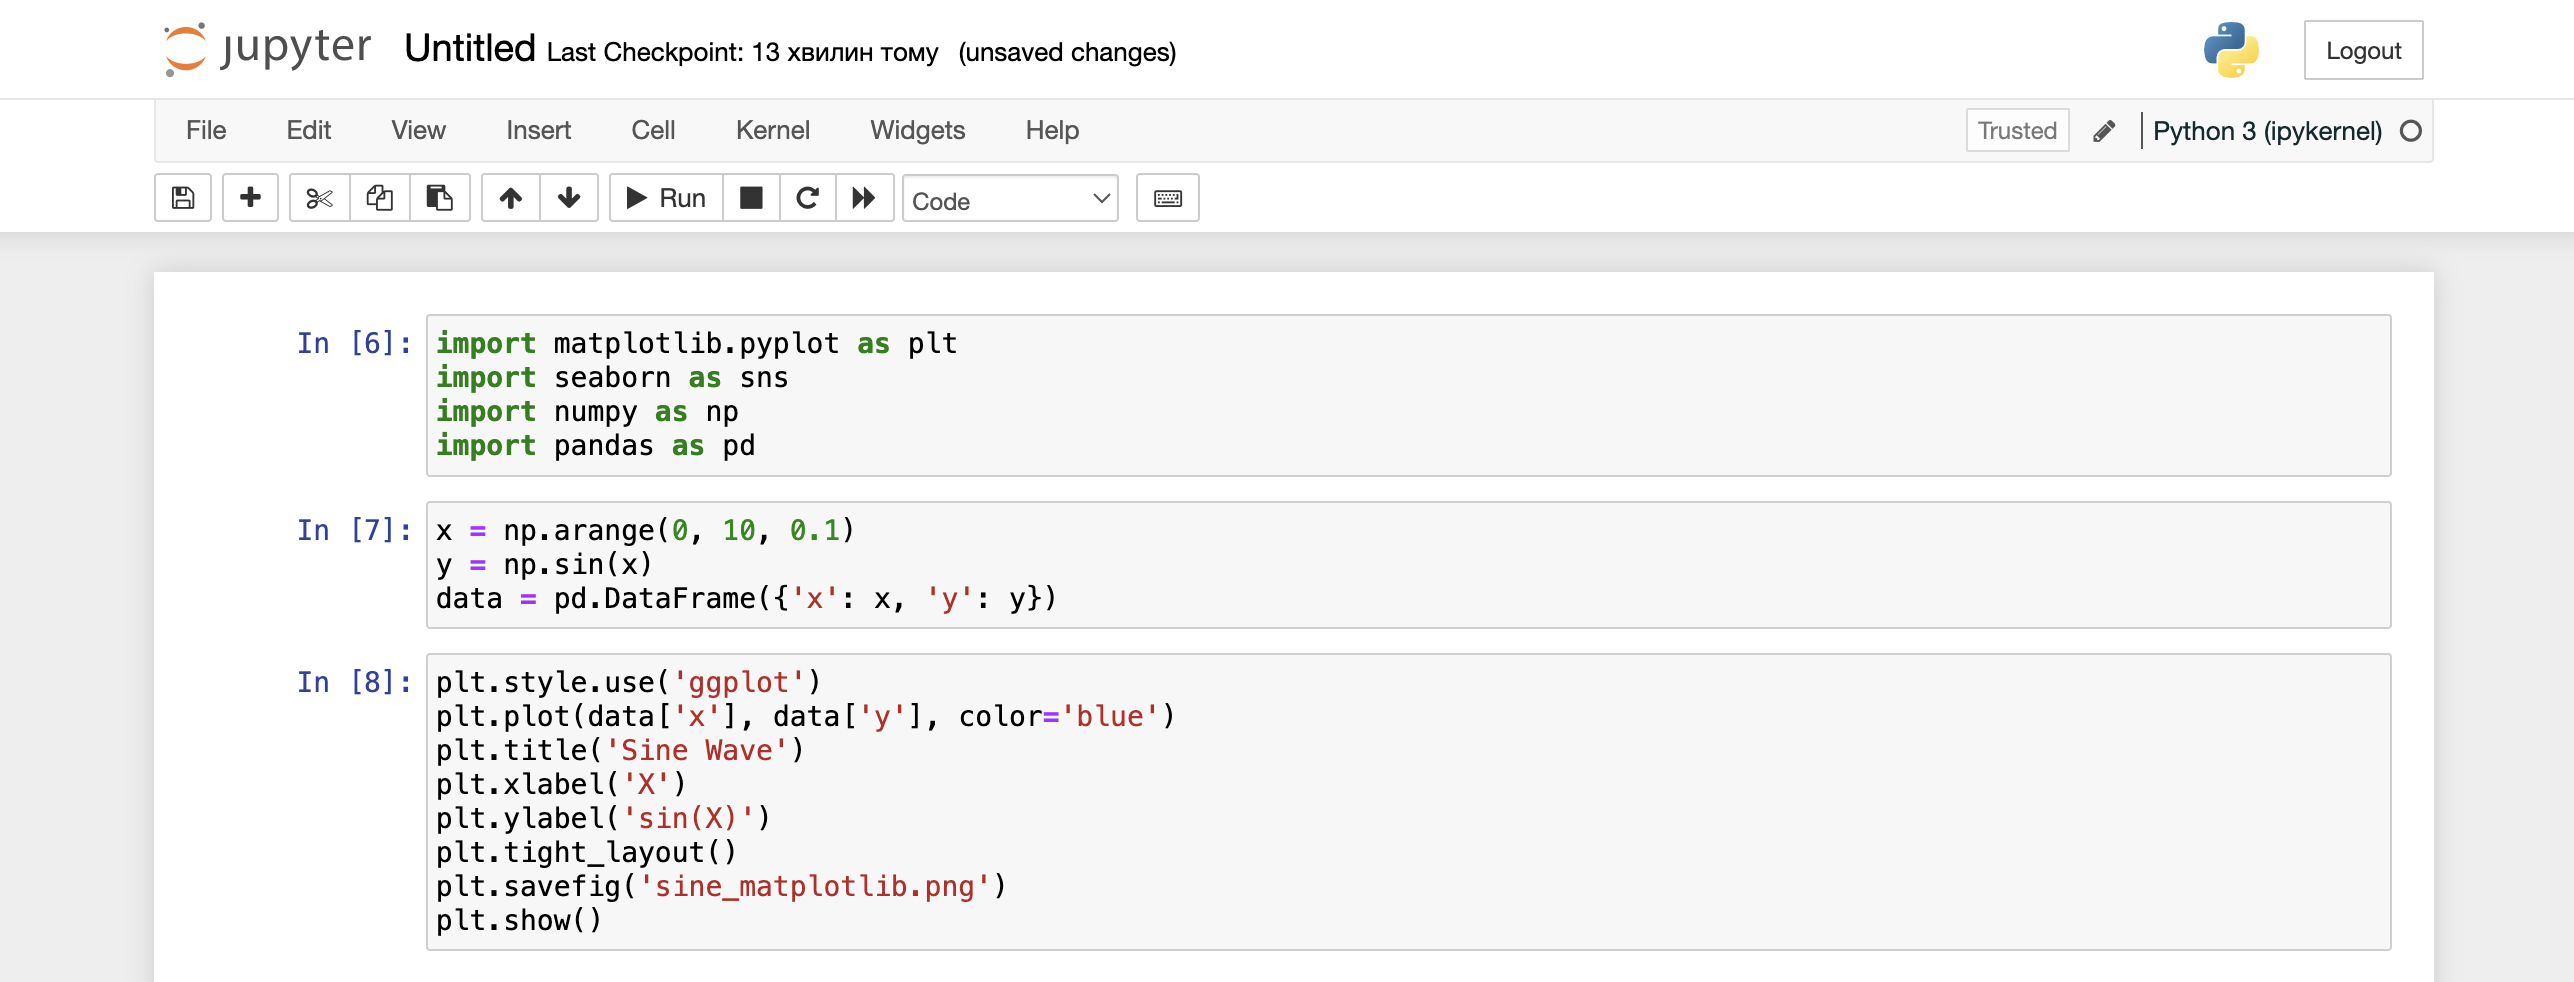 jupyter Untitled Last Checkpoint: 13 хвилин тому (unsaved changes) Logout
File Edit View Insert Cell Kernel Widgets Help Trusted Python 3 (ipykernel)
Run Code
In [6]: import matplotlib.pyplot as plt
import seaborn as sns
import numpy as np
import pandas as pd
In [7]: x = np.arange(0, 10, 0.1)
y = np.sin(x)
data = pd.DataFrame({'x': x, 'y': y})
In [8]: plt.style.use('ggplot')
plt.plot(data['x'], data['y'], color='blue')
plt.title('Sine Wave')
plt.xlabel('X')
plt.ylabel('sin(X)')
plt.tight_layout()
plt.savefig('sine_matplotlib.png')
plt.show()